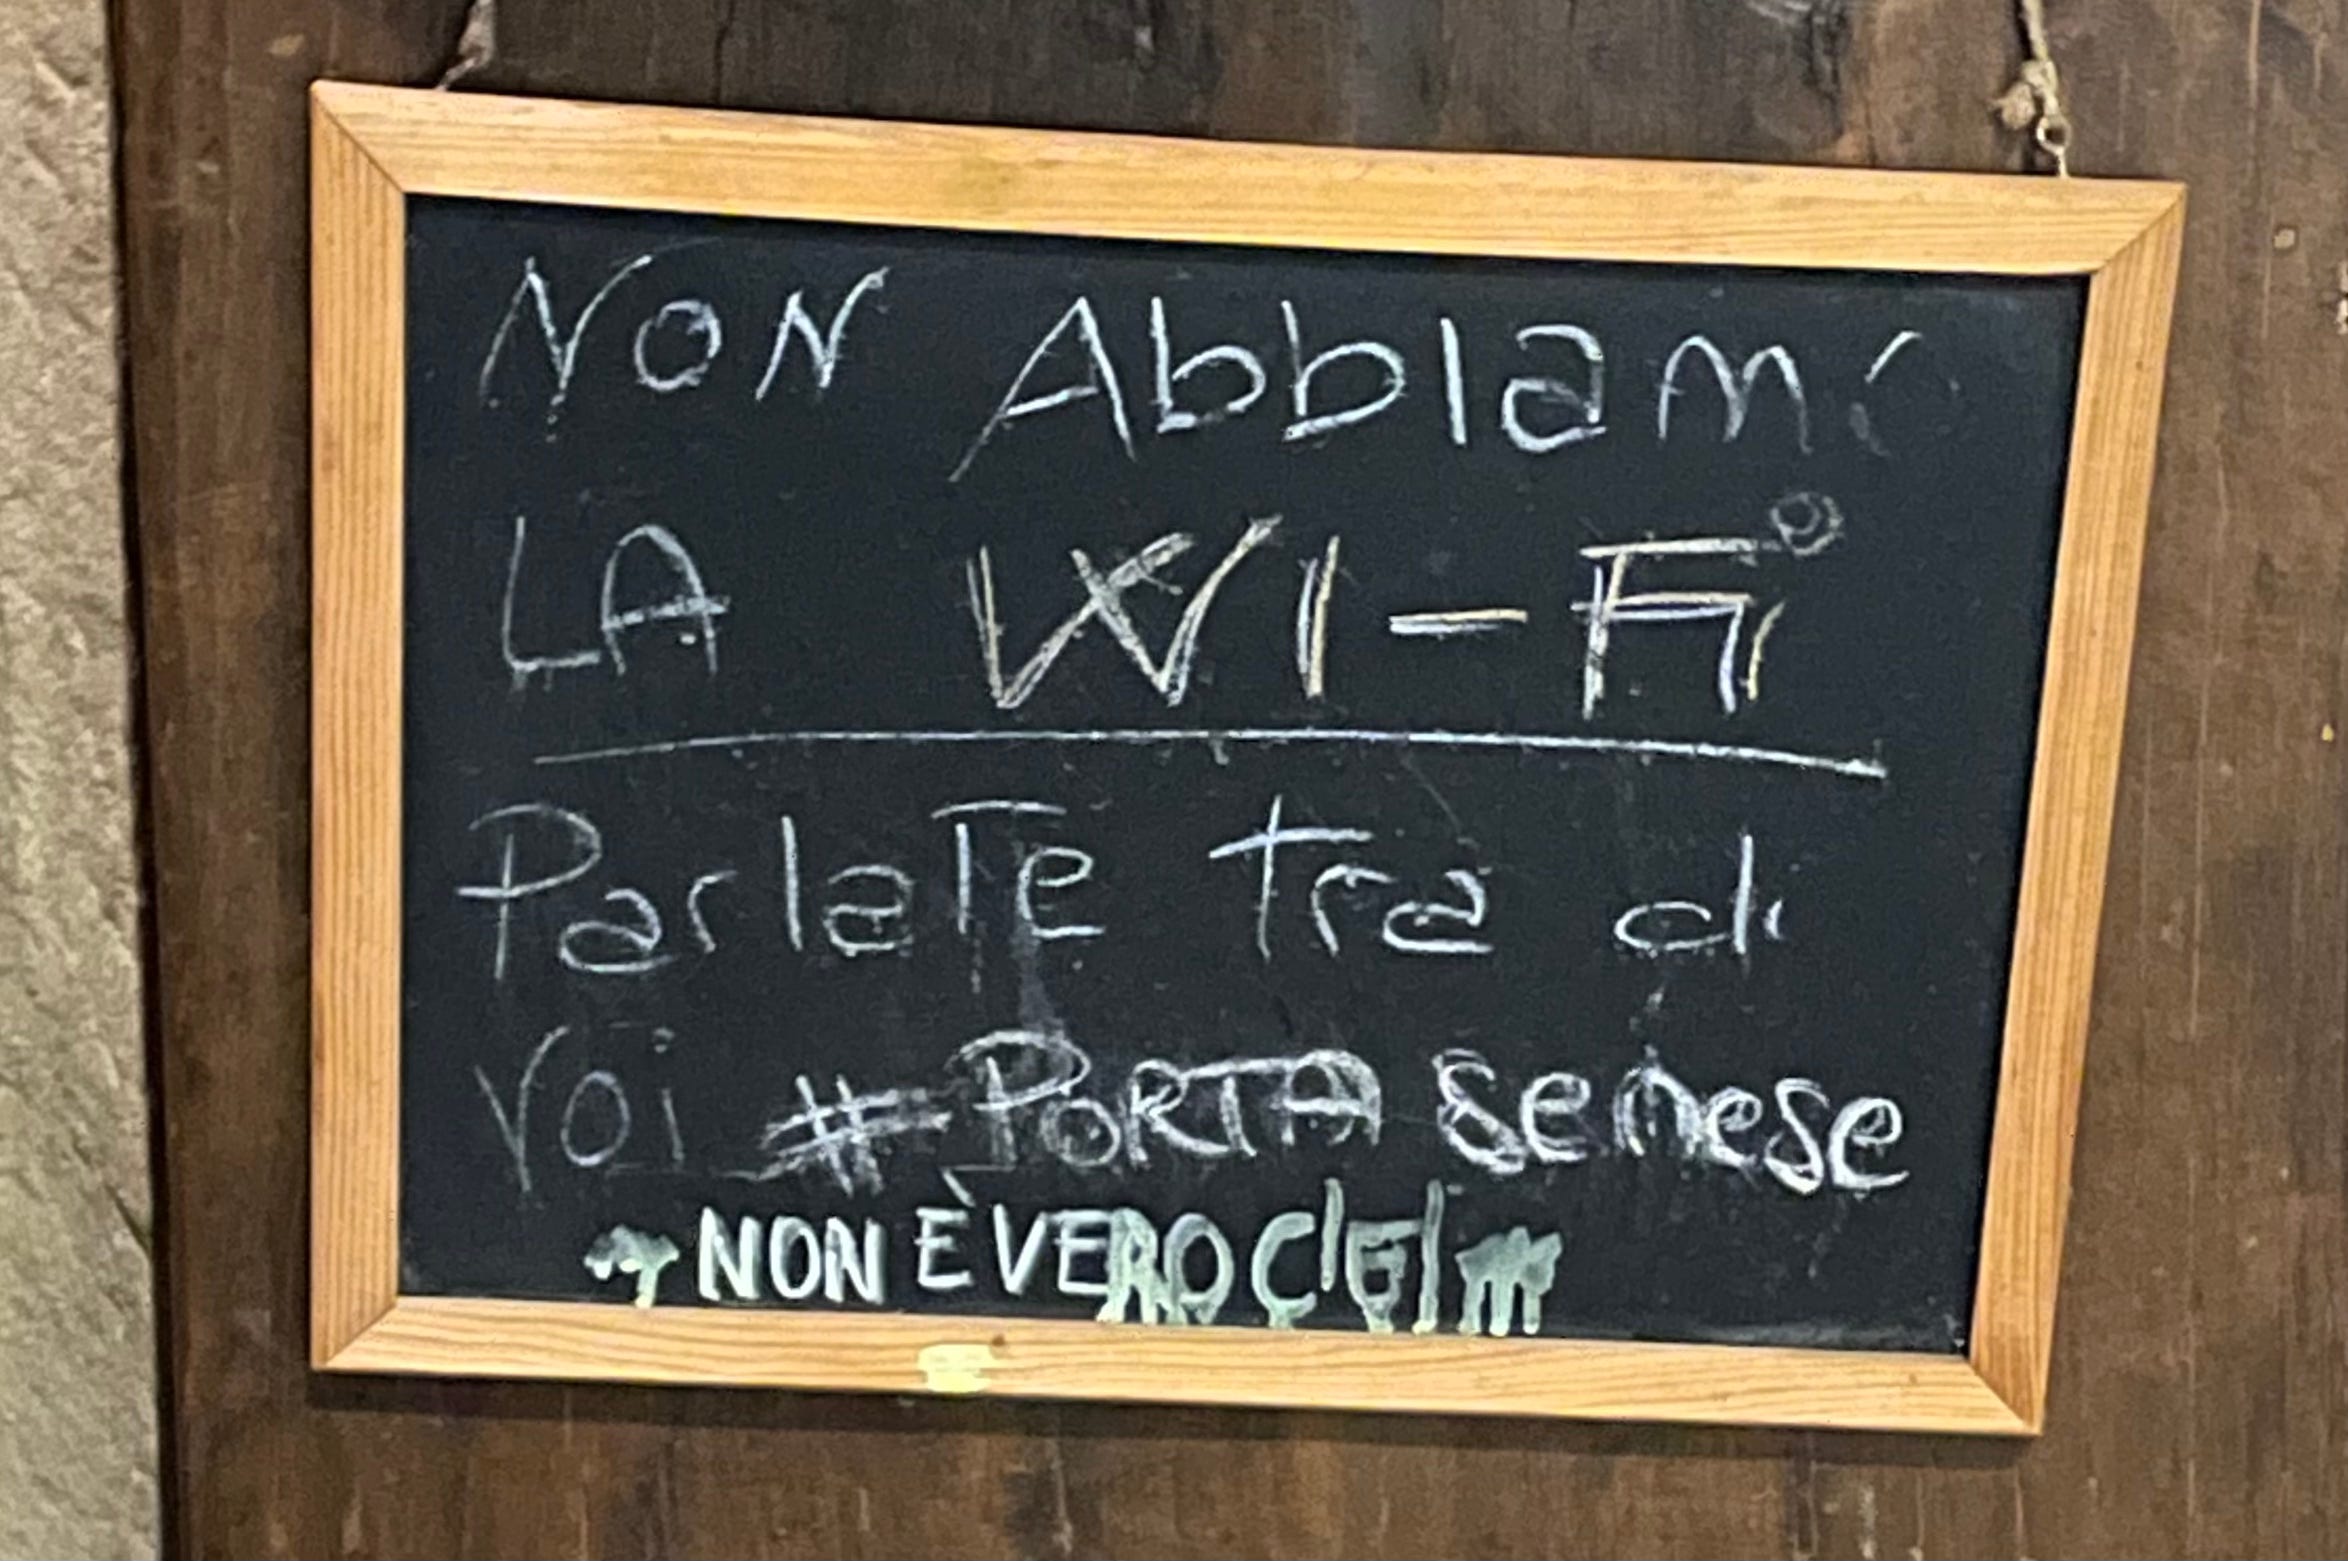 NON Abbiamo
LA WI-Fi
Parlate tra di
voi #PORTA senese
NON È VERO C'È!